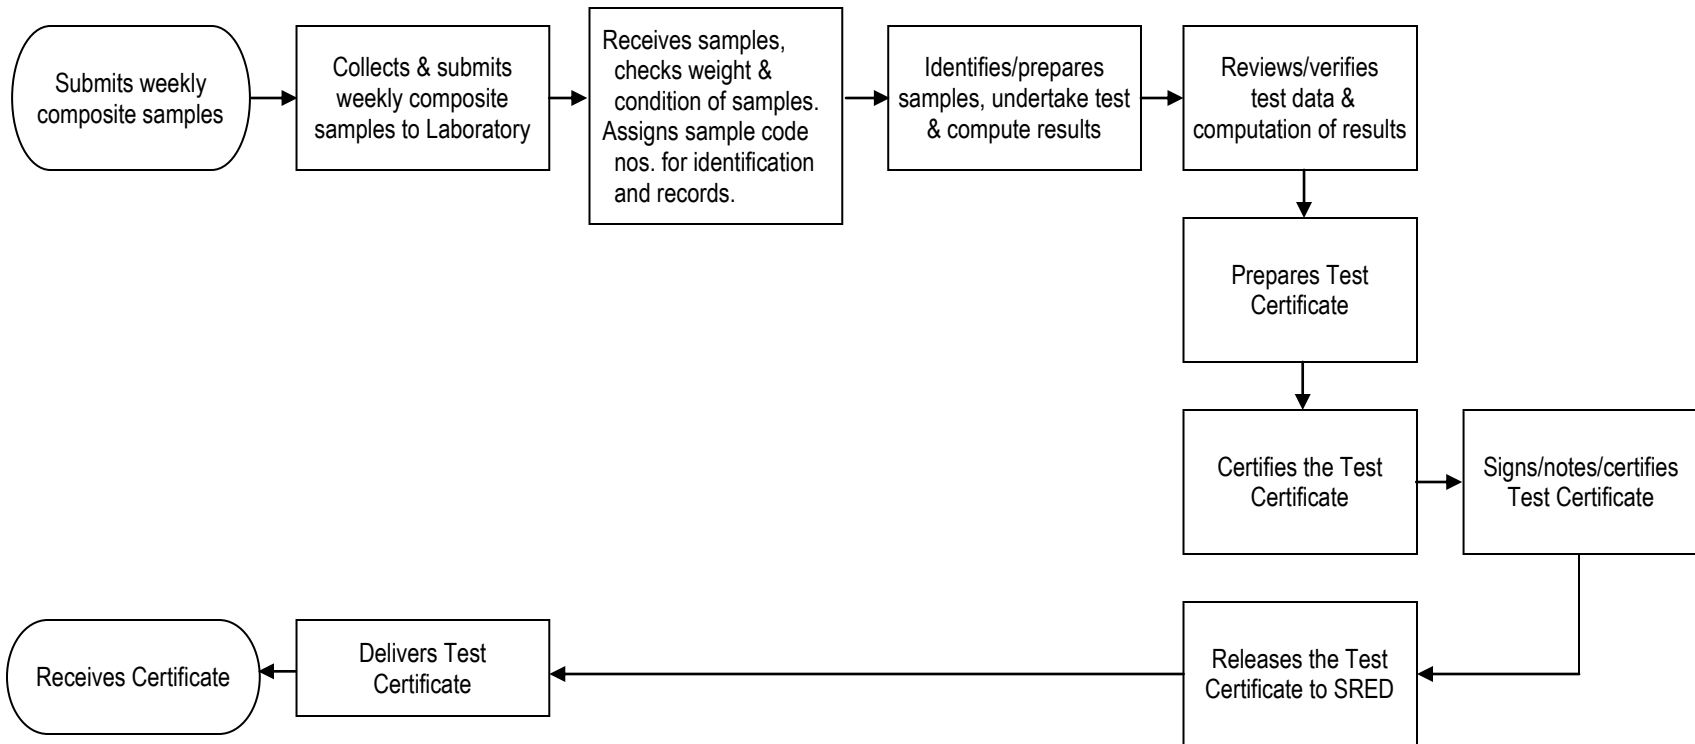 Submits weekly
composite samples
Collects & submits
weekly composite
samples to Laboratory
Receives samples,
checks weight &
condition of samples.
Assigns sample code
nos. for identification
and records.
Identifies/prepares
samples, undertake test
& compute results
Reviews/verifies
test data &
computation of results
Prepares Test
Certificate
Certifies the Test
Certificate
Signs/notes/certifies
Test Certificate
Releases the Test
Certificate to SRED
Delivers Test
Certificate
Receives Certificate